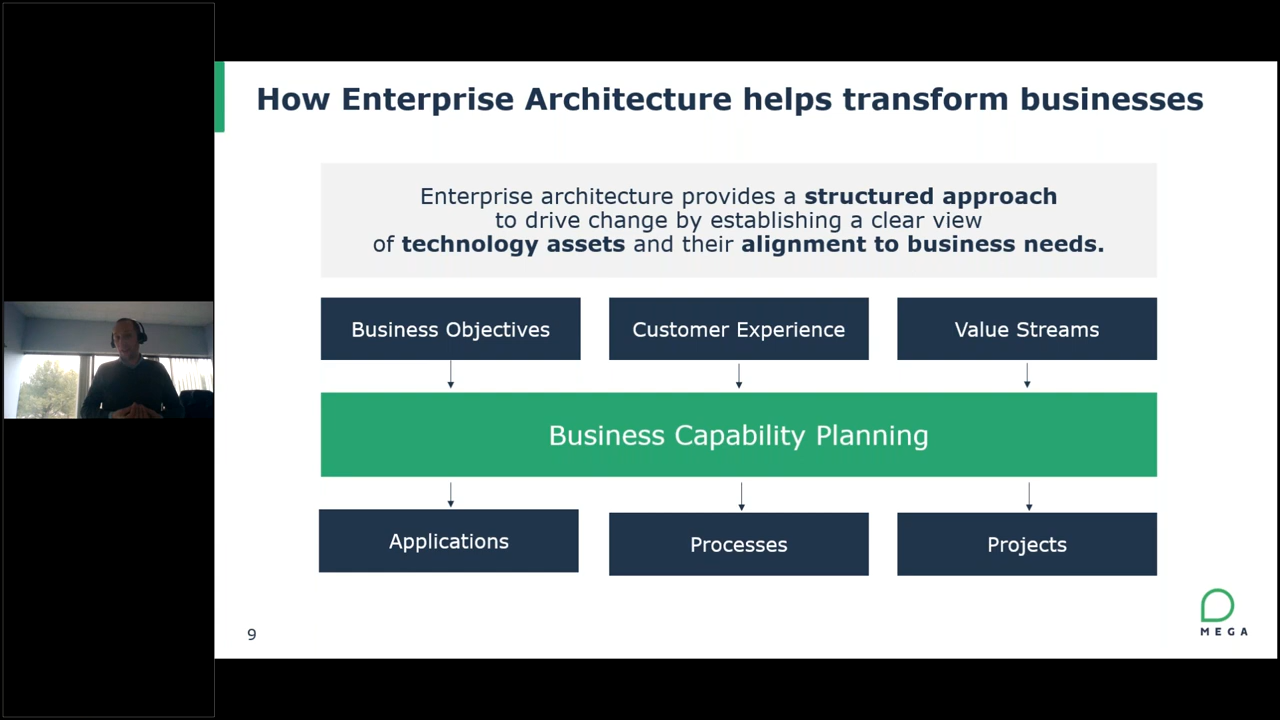 How Enterprise Architecture helps transform businesses
Enterprise architecture provides a structured approach
to drive change by establishing a clear view
of technology assets and their alignment to business needs.
Business Objectives
Customer Experience
Value Streams
Business Capability Planning
Applications
Processes
Projects
9
MEGA